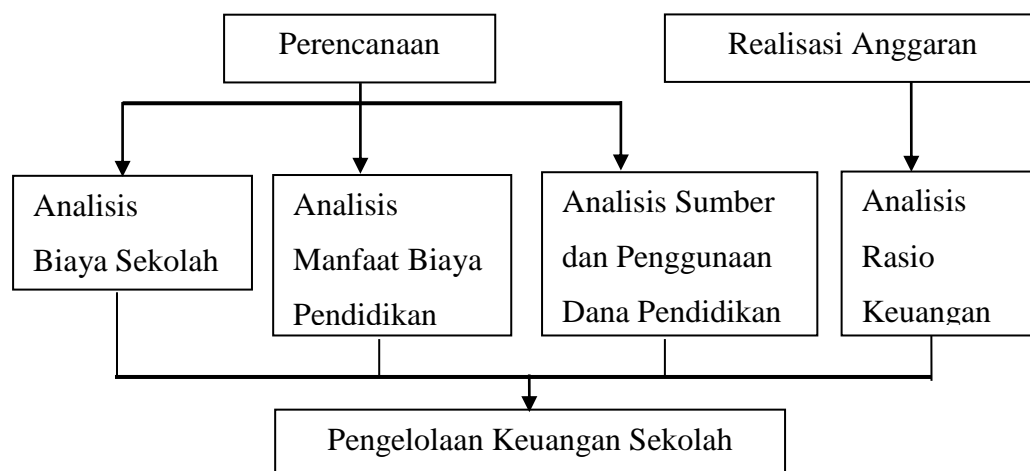 Perencanaan
Realisasi Anggaran
Analisis
Biaya Sekolah
Analisis
Manfaat Biaya
Pendidikan
Analisis Sumber
dan Penggunaan
Dana Pendidikan
Analisis
Rasio
Keuangan
Pengelolaan Keuangan Sekolah